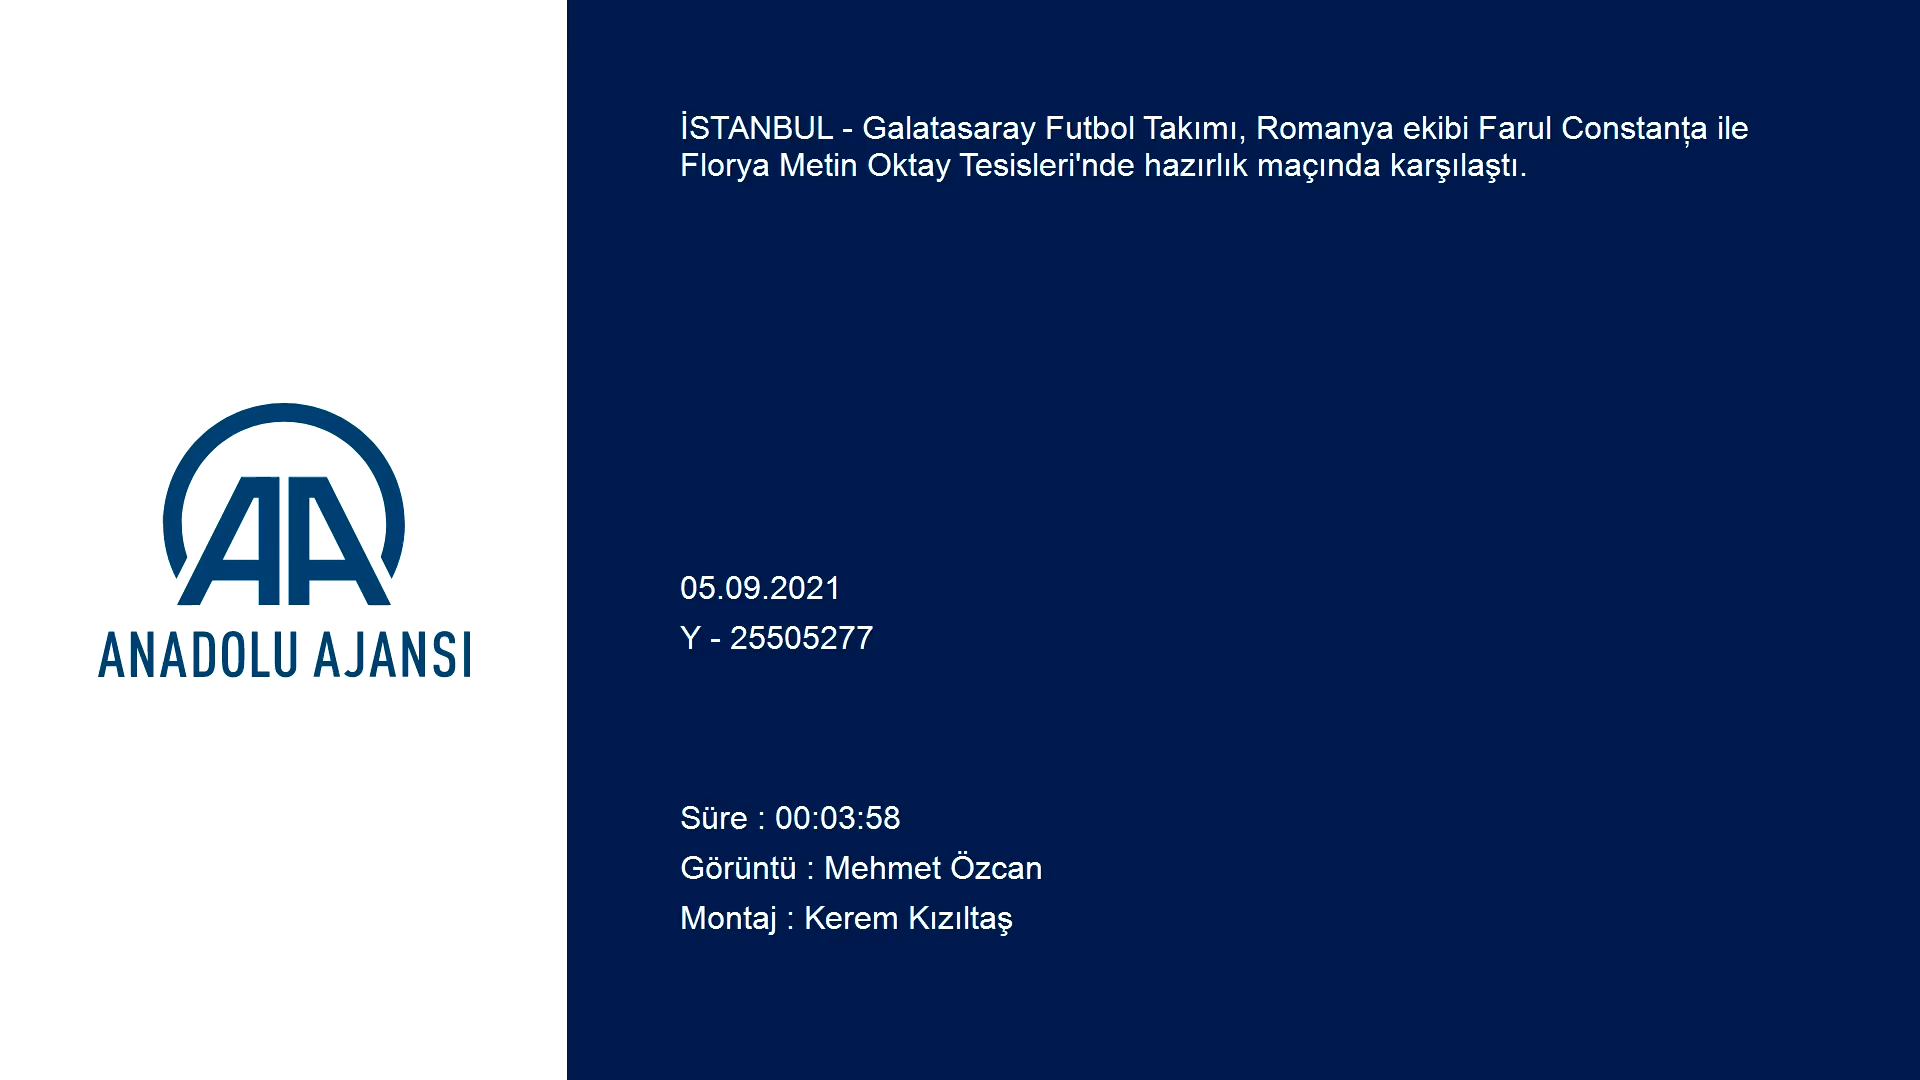 İSTANBUL - Galatasaray Futbol Takımı, Romanya ekibi Farul Constanța ile
Florya Metin Oktay Tesisleri'nde hazırlık maçında karşılaştı.
AA
ANADOLU AJANSI
05.09.2021
Y - 25505277
Süre : 00:03:58
Görüntü : Mehmet Özcan
Montaj : Kerem Kızıltaş